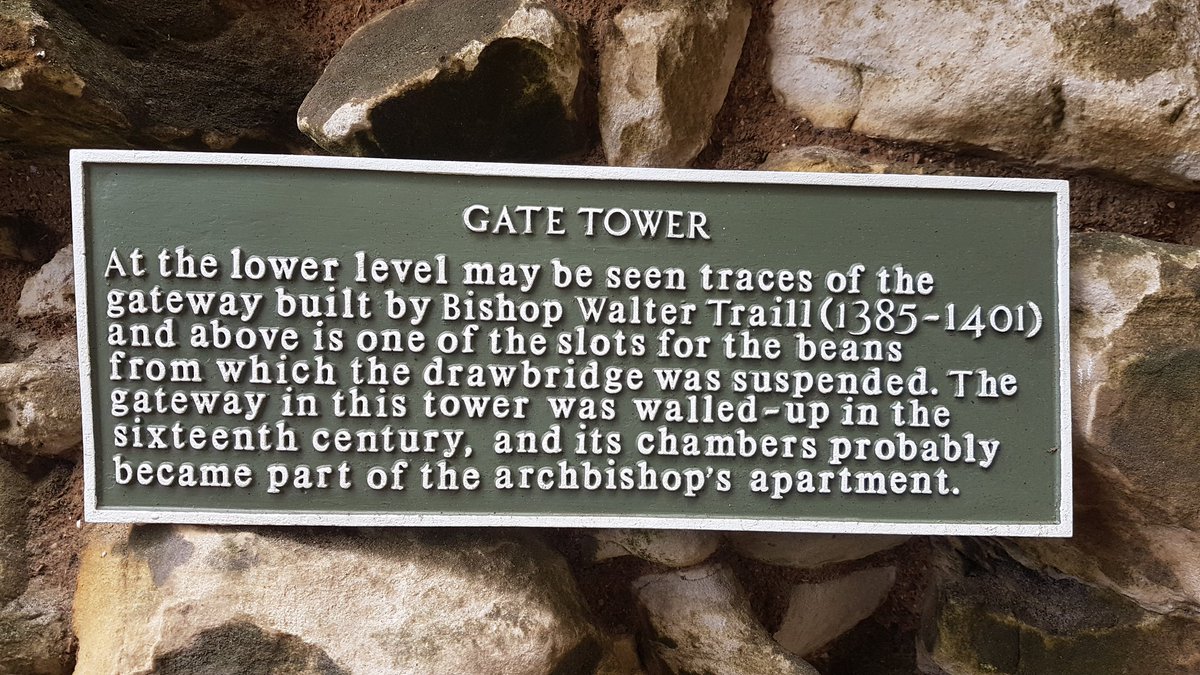 GATE TOWER
At the lower level may be seen traces of the
gateway built by Bishop Walter Traill (1385-1401)
and above is one of the slots for the beans
from which the drawbridge was suspended. The
gateway in this tower was walled-up in the
sixteenth century, and its chambers probably
became part of the archbishop's apartment.